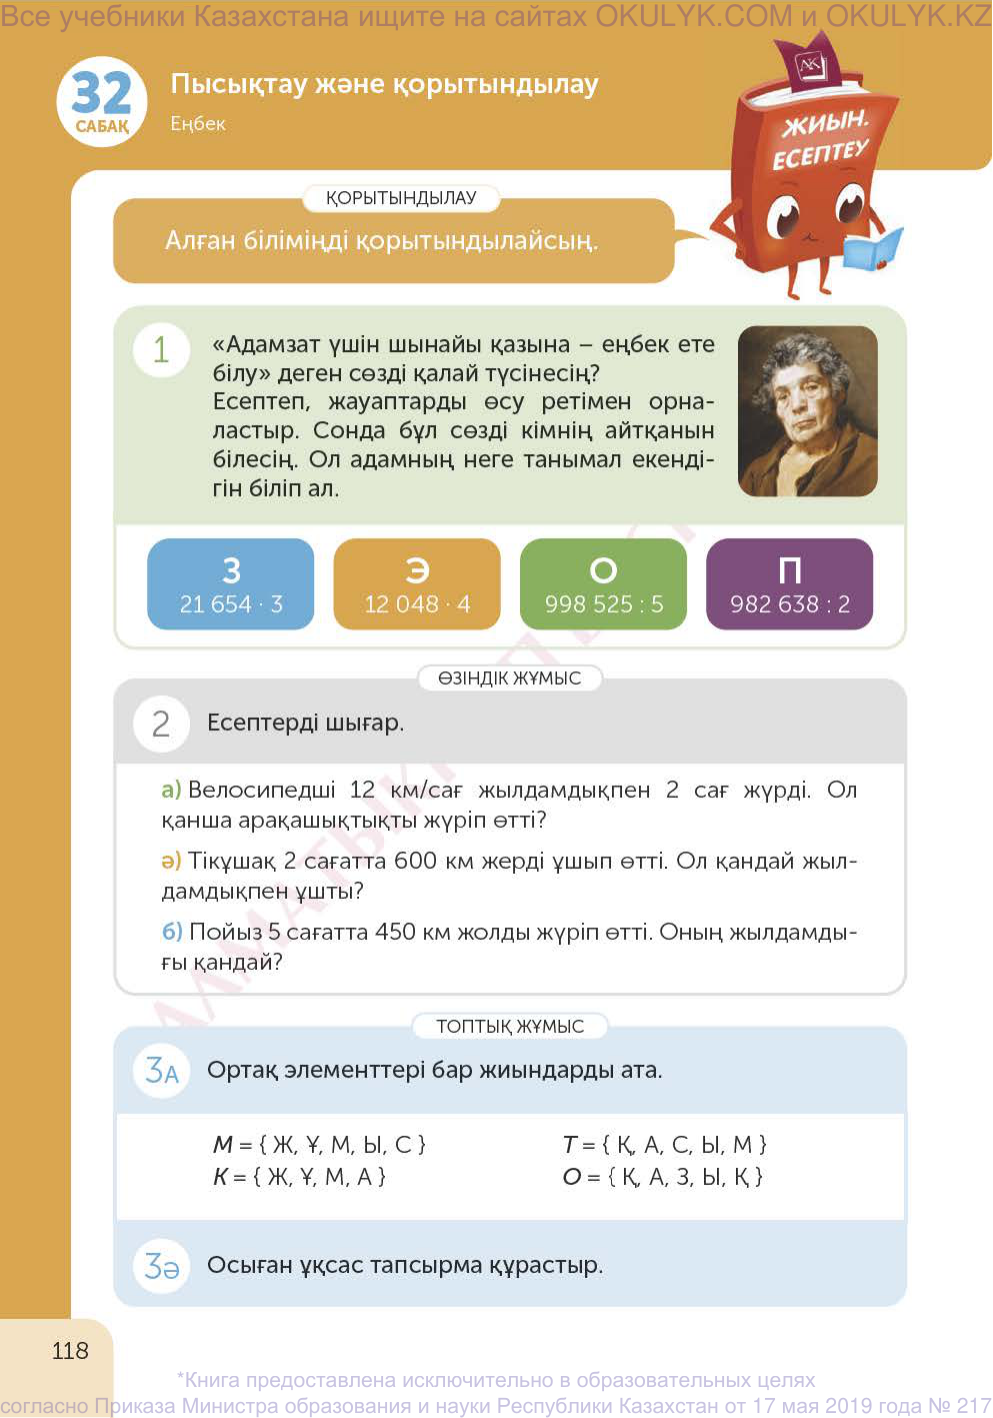 Все учебники Казахстана ищите на сайтах OKULYK.COM и OKULYK.KZ
32
САБАҚ
Пысықтау және қорытындылау
Еңбек
ЖИЫН.
ЕСЕПТЕУ
ҚОРЫТЫНДЫЛАУ
Алған біліміңді қорытындылайсың.
1
«Адамзат үшін шынайы қазына – еңбек ете
білу» деген сөзді қалай түсінесің?
Есептеп, жауаптарды өсу ретімен орна-
ластыр. Сонда бұл сөзді кімнің айтқанын
білесің. Ол адамның неге танымал екенді-
гін біліп ал.
З
21 654 · 3
Э
12 048 · 4
О
998 525 : 5
П
982 638 : 2
ӨЗІНДІК ЖҰМЫС
2
Есептерді шығар.
а) Велосипедші 12 км/сағ жылдамдықпен 2 сағ жүрді. Ол
қанша арақашықтықты жүріп өтті?
ә) Тікұшақ 2 сағатта 600 км жерді ұшып өтті. Ол қандай жыл-
дамдықпен ұшты?
б) Пойыз 5 сағатта 450 км жолды жүріп өтті. Оның жылдамды-
ғы қандай?
ТОПТЫҚ ЖҰМЫС
3А
Ортақ элементтері бар жиындарды ата.
М = { Ж, Ұ, М, Ы, С }
Т = { Қ, А, С, Ы, М }
К = { Ж, Ұ, М, А }
О = { Қ, А, З, Ы, Қ }
3ә
Осыған ұқсас тапсырма құрастыр.
118
*Книга предоставлена исключительно в образовательных целях
согласно Приказа Министра образования и науки Республики Казахстан от 17 мая 2019 года № 217